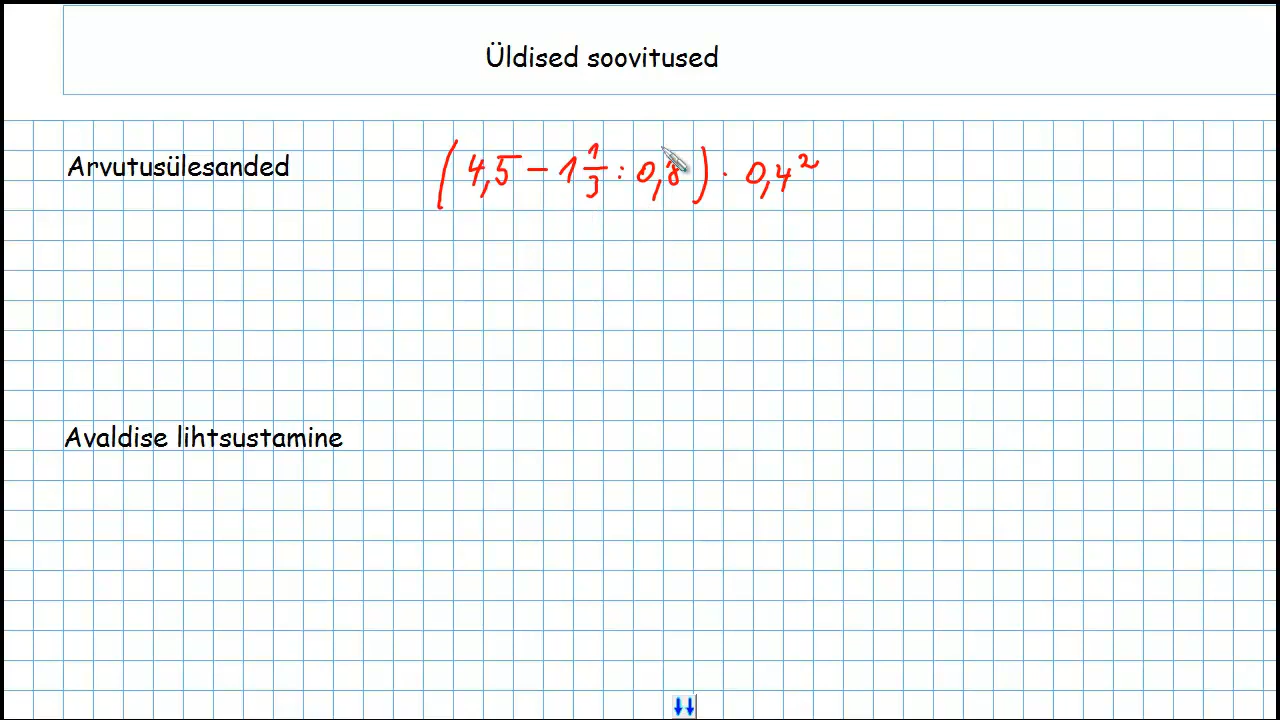 Üldised soovitused
Arvutusülesanded
(4,5 − 1 1/3 : 0,8) · 0,4²
Avaldise lihtsustamine